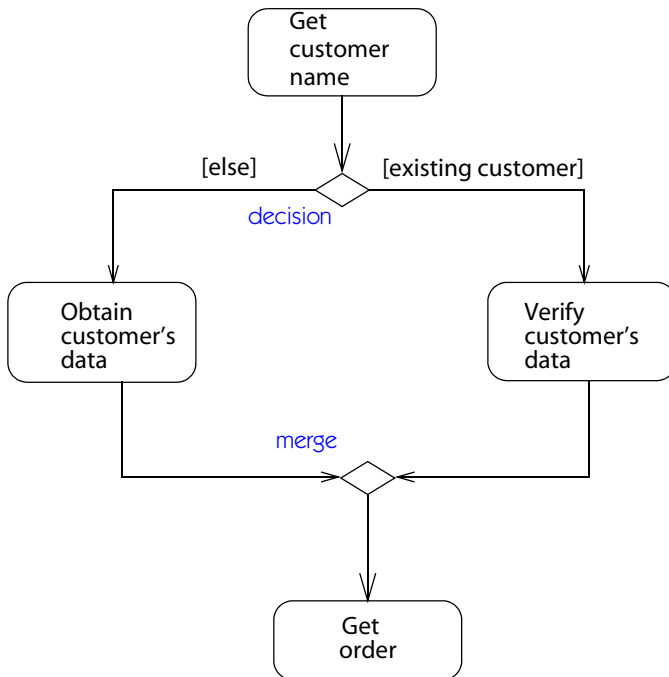 Get
customer
name
[else]
[existing customer]
decision
Obtain
customer’s
data
Verify
customer’s
data
merge
Get
order